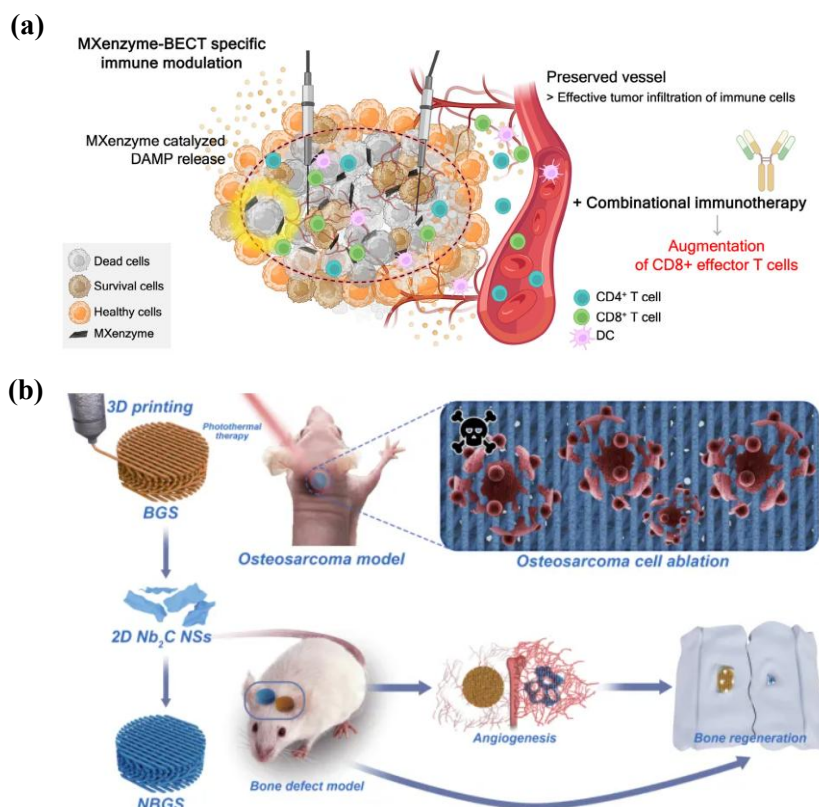 (a)
MXenzyme-BECT specific
immune modulation
MXenzyme catalyzed
DAMP release
Preserved vessel
> Effective tumor infiltration of immune cells
+ Combinational immunotherapy
Augmentation
of CD8+ effector T cells
Dead cells
Survival cells
Healthy cells
MXenzyme
CD4⁺ T cell
CD8⁺ T cell
DC
(b)
3D printing
Photothermal
therapy
BGS
Osteosarcoma model
Osteosarcoma cell ablation
2D Nb₂C NSs
Bone defect model
Angiogenesis
Bone regeneration
NBGS